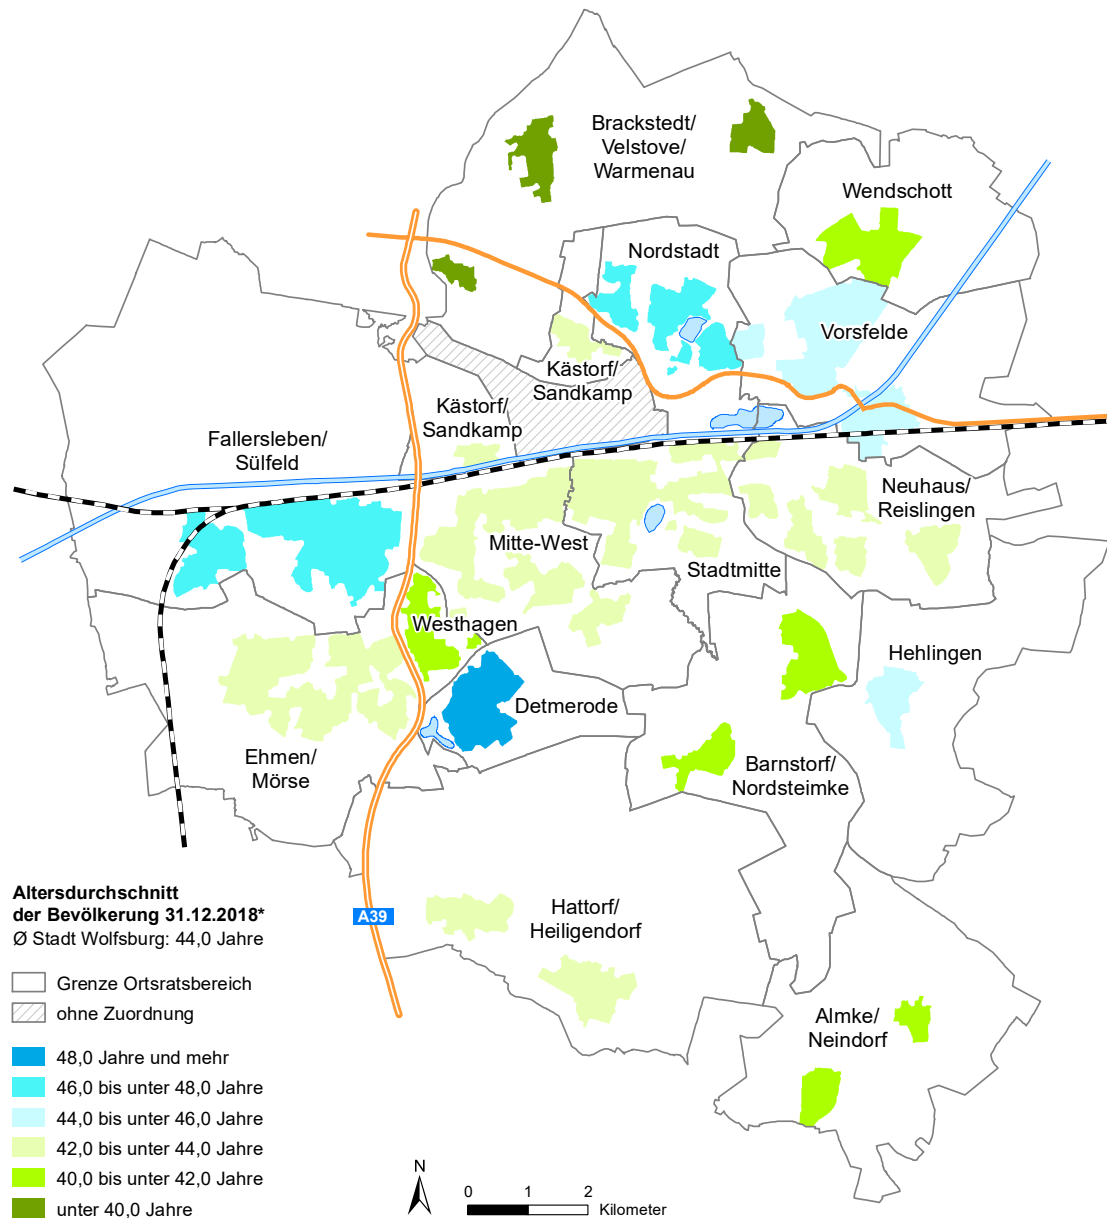 Brackstedt/
Velstove/
Warmenau
Wendschott
Nordstadt
Vorsfelde
Kästorf/
Sandkamp
Kästorf/
Sandkamp
Fallersleben/
Sülfeld
Neuhaus/
Reislingen
Mitte-West
Stadtmitte
Westhagen
Hehlingen
Detmerode
Ehmen/
Mörse
Barnstorf/
Nordsteimke
Hattorf/
Heiligendorf
Almke/
Neindorf
A39
Altersdurchschnitt
der Bevölkerung 31.12.2018*
Ø Stadt Wolfsburg: 44,0 Jahre
Grenze Ortsratsbereich
ohne Zuordnung
48,0 Jahre und mehr
46,0 bis unter 48,0 Jahre
44,0 bis unter 46,0 Jahre
42,0 bis unter 44,0 Jahre
40,0 bis unter 42,0 Jahre
unter 40,0 Jahre
N
0 1 2
Kilometer